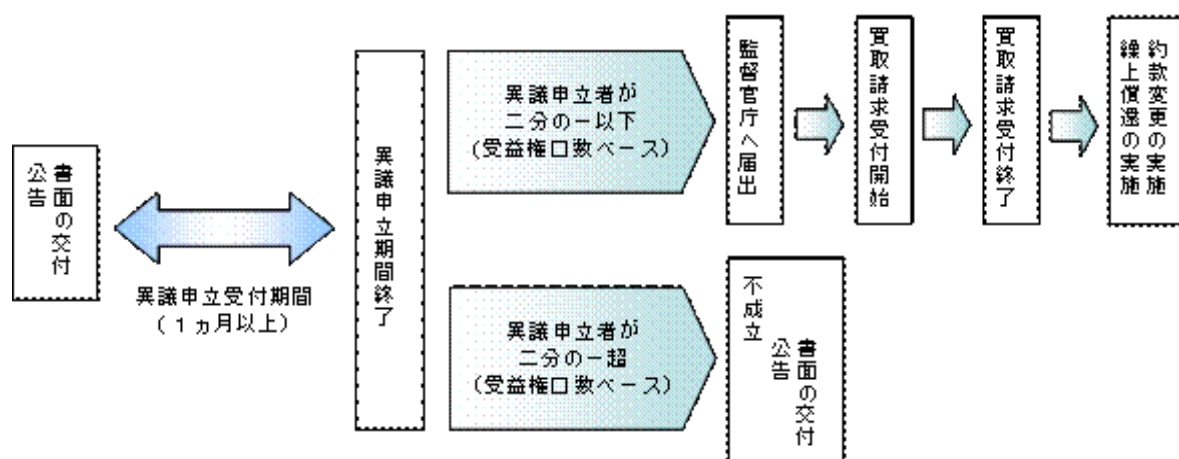 書面の交付
公告
異議申立受付期間
(1ヵ月以上)
異議申立期間終了
異議申立者が
二分の一以下
(受益権口数ベース)
監督官庁へ届出
買取請求受付開始
買取請求受付終了
約款変更の実施
繰上償還の実施
異議申立者が
二分の一超
(受益権口数ベース)
不成立
書面の交付
公告